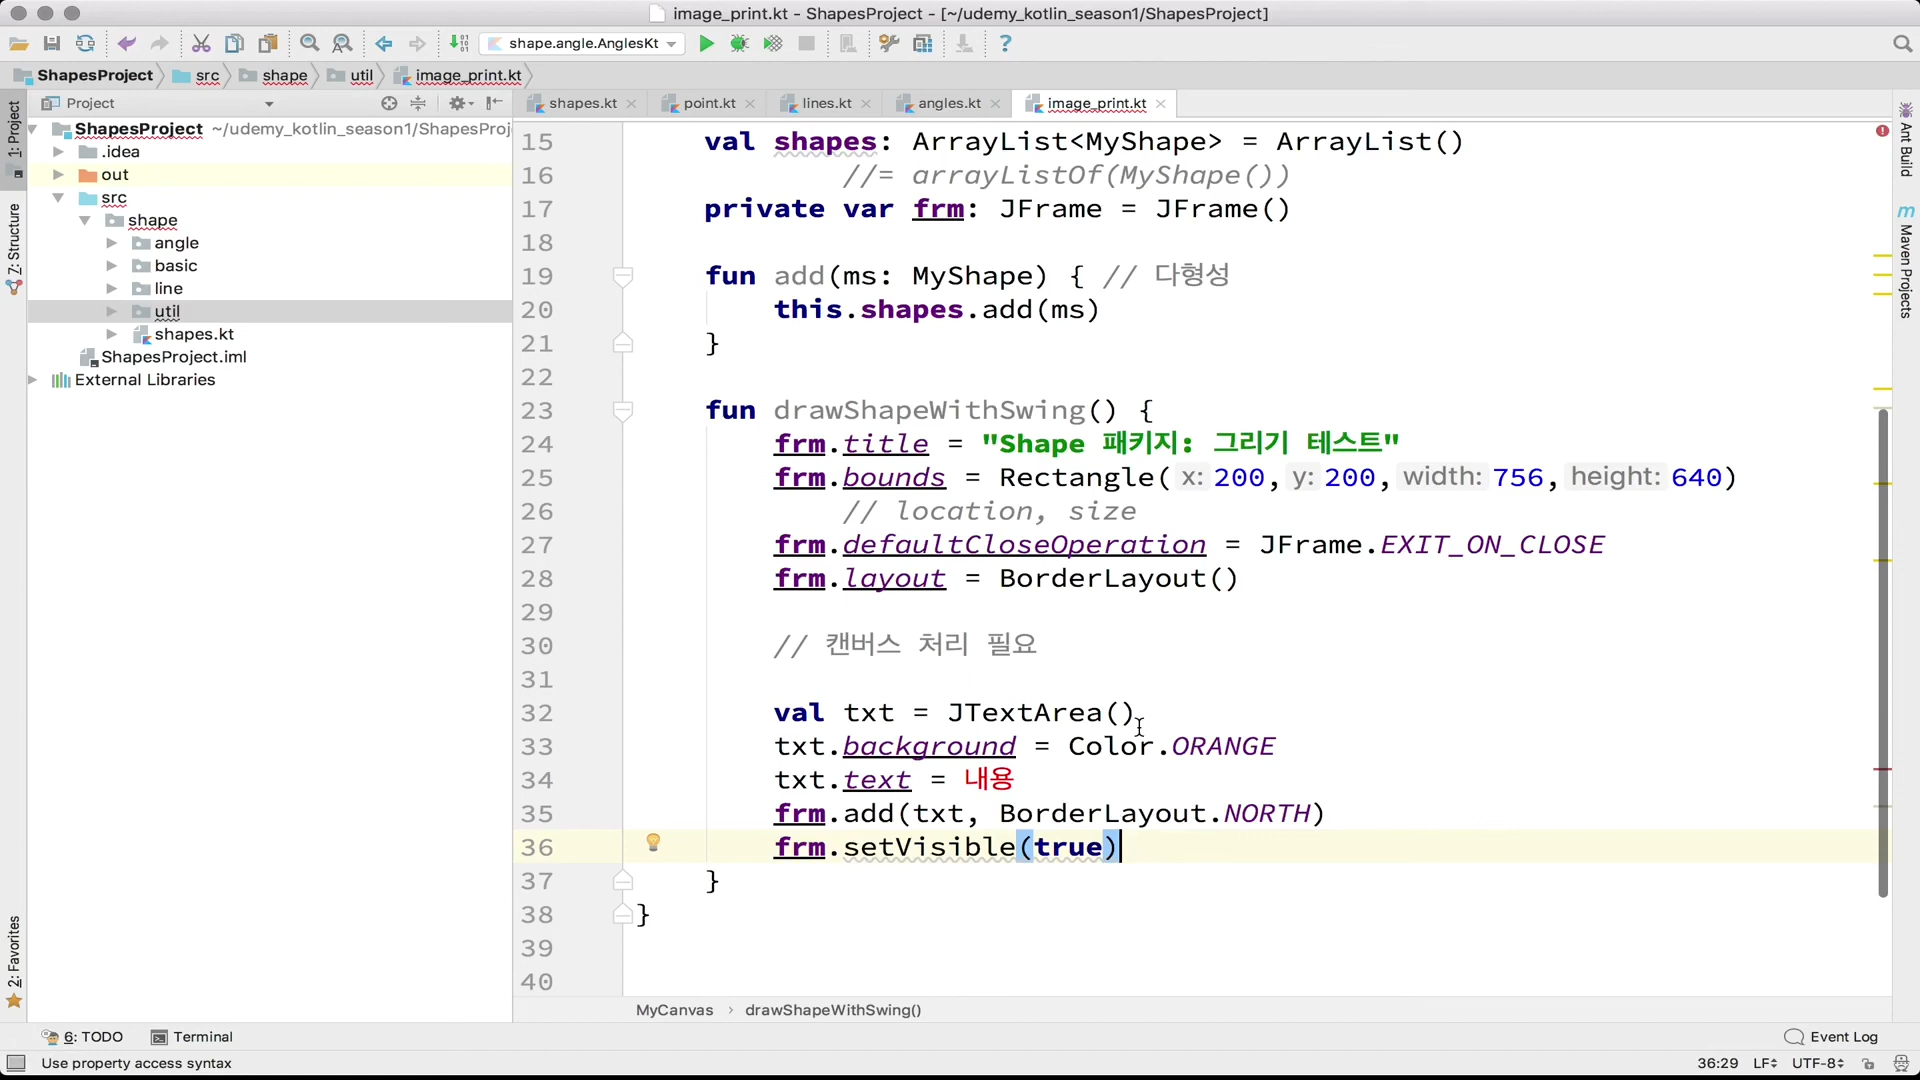 image_print.kt - ShapesProject - [~/udemy_kotlin_season1/ShapesProject]
shape.angle.AnglesKt
ShapesProject src shape util image_print.kt
Project
shapes.kt point.kt lines.kt angles.kt image_print.kt
1: Project
Z: Structure
2: Favorites
ShapesProject ~/udemy_kotlin_season1/ShapesProj
.idea
out
src
shape
angle
basic
line
util
shapes.kt
ShapesProject.iml
External Libraries
15 val shapes: ArrayList<MyShape> = ArrayList()
16 //= arrayListOf(MyShape())
17 private var frm: JFrame = JFrame()
18
19 fun add(ms: MyShape) { // 다형성
20 this.shapes.add(ms)
21 }
22
23 fun drawShapeWithSwing() {
24 frm.title = "Shape 패키지: 그리기 테스트"
25 frm.bounds = Rectangle( x: 200, y: 200, width: 756, height: 640)
26 // location, size
27 frm.defaultCloseOperation = JFrame.EXIT_ON_CLOSE
28 frm.layout = BorderLayout()
29
30 // 캔버스 처리 필요
31
32 val txt = JTextArea()
33 txt.background = Color.ORANGE
34 txt.text = 내용
35 frm.add(txt, BorderLayout.NORTH)
36 frm.setVisible(true)
37 }
38 }
39
40
Ant Build
m Maven Projects
MyCanvas › drawShapeWithSwing()
6: TODO Terminal Event Log
Use property access syntax 36:29 LF UTF-8